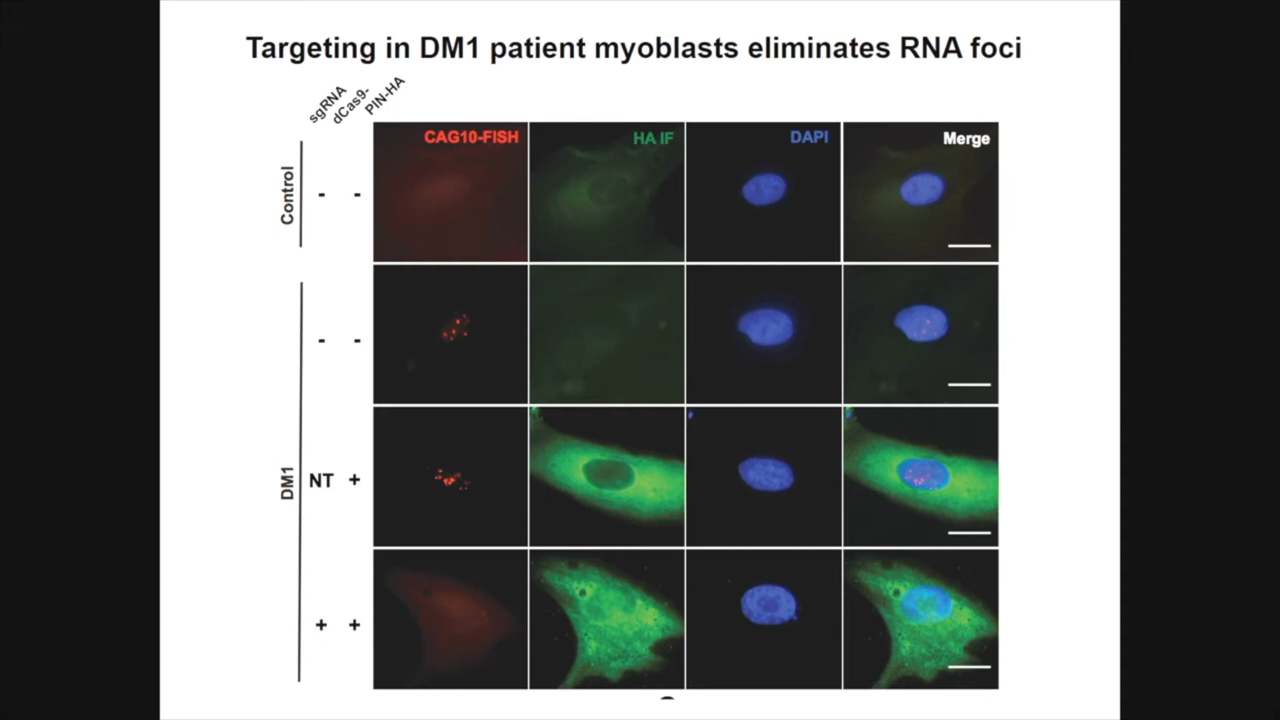 Targeting in DM1 patient myoblasts eliminates RNA foci
sgRNA
dCas9-
PIN-HA
CAG10-FISH
HA IF
DAPI
Merge
Control
- -
DM1
- -
NT +
+ +